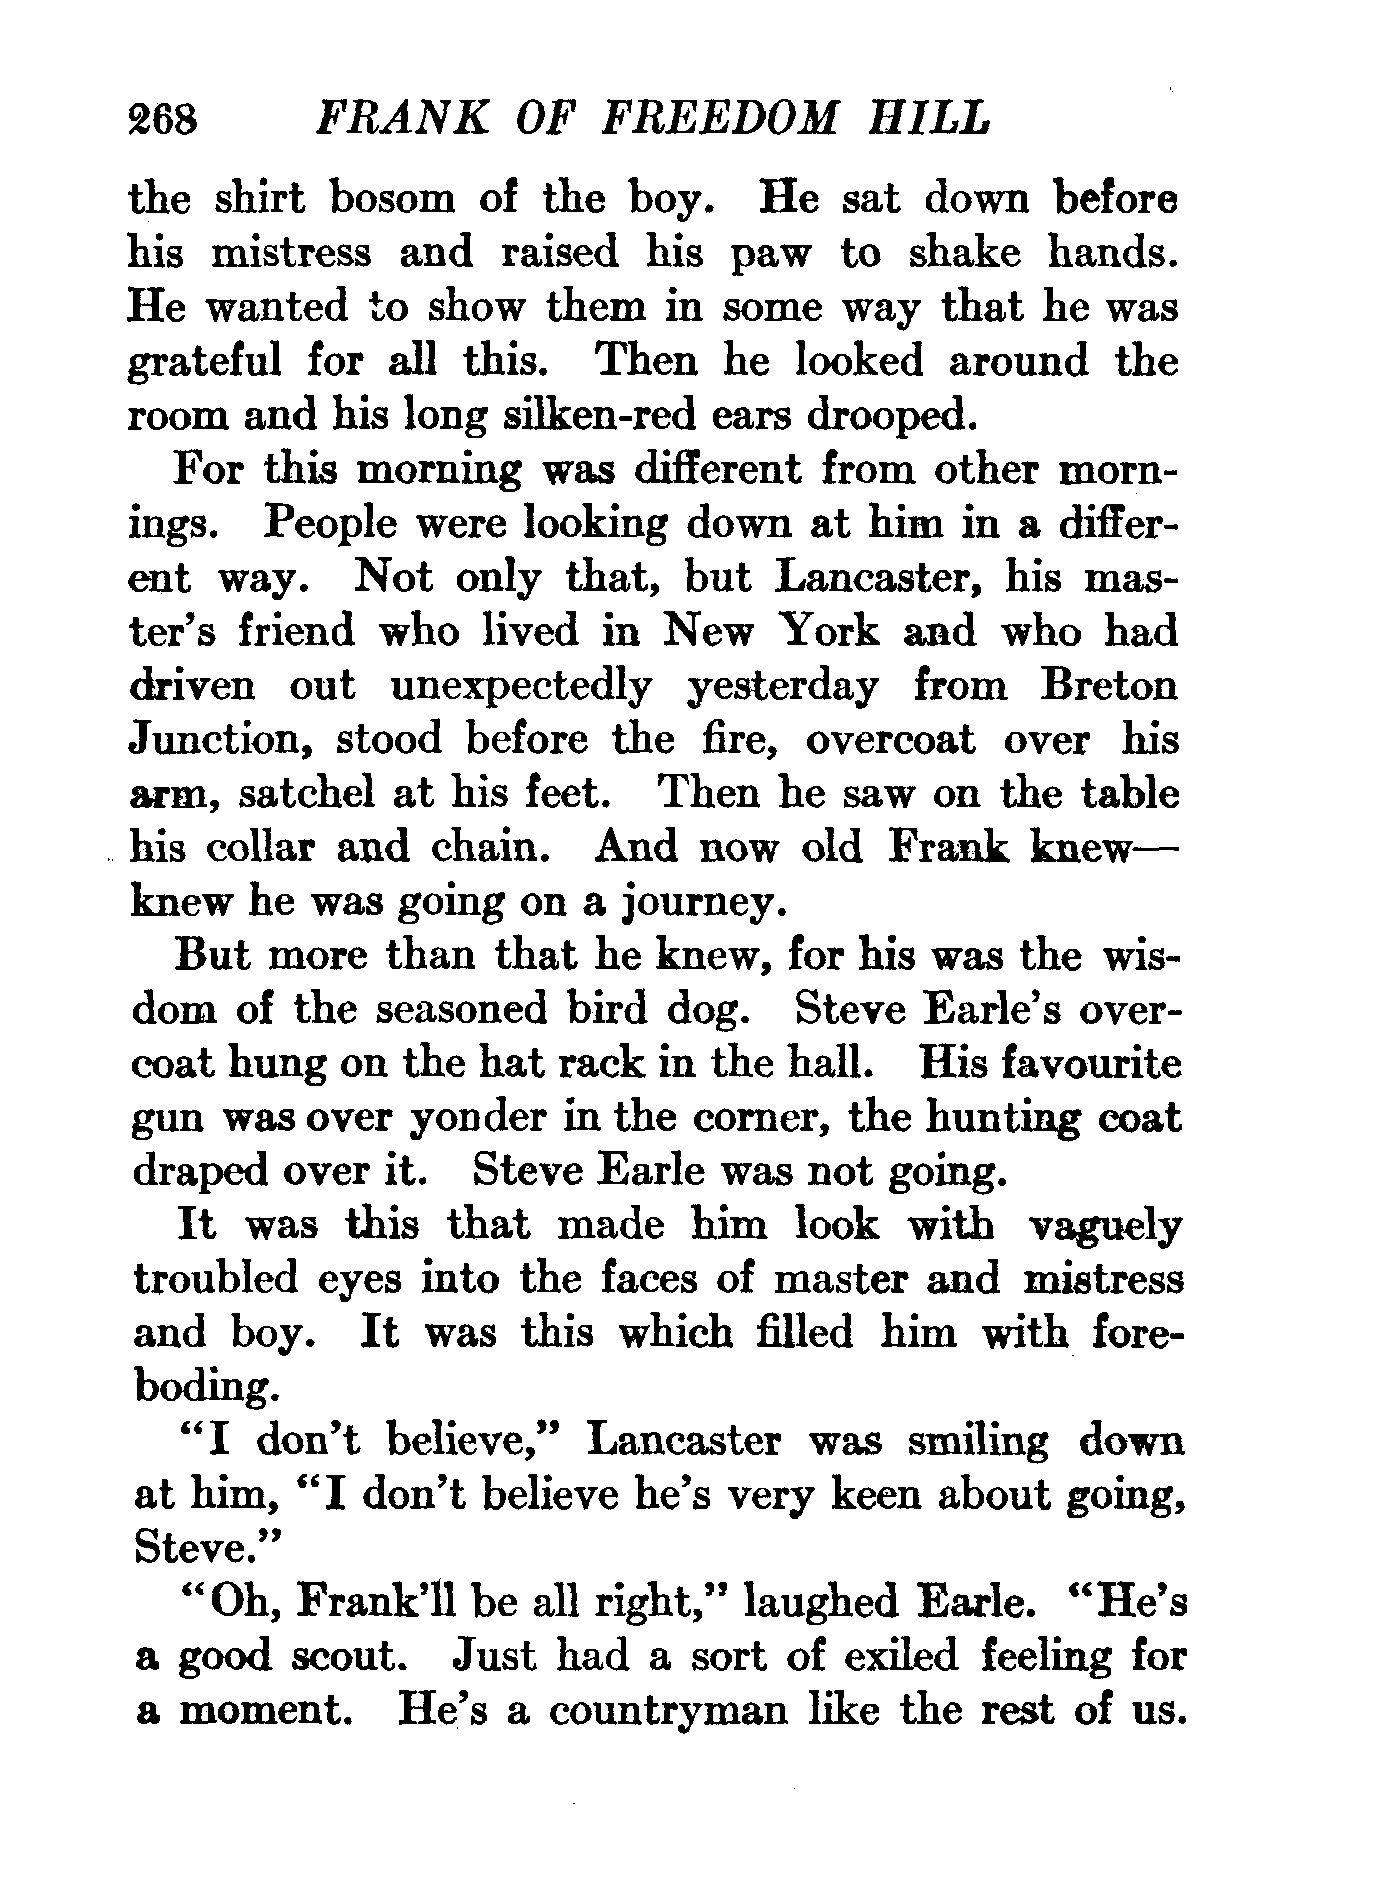 268 FRANK OF FREEDOM HILL
the shirt bosom of the boy. He sat down before
his mistress and raised his paw to shake hands.
He wanted to show them in some way that he was
grateful for all this. Then he looked around the
room and his long silken-red ears drooped.
For this morning was different from other morn-
ings. People were looking down at him in a differ-
ent way. Not only that, but Lancaster, his mas-
ter's friend who lived in New York and who had
driven out unexpectedly yesterday from Breton
Junction, stood before the fire, overcoat over his
arm, satchel at his feet. Then he saw on the table
his collar and chain. And now old Frank knew—
knew he was going on a journey.
But more than that he knew, for his was the wis-
dom of the seasoned bird dog. Steve Earle's over-
coat hung on the hat rack in the hall. His favourite
gun was over yonder in the corner, the hunting coat
draped over it. Steve Earle was not going.
It was this that made him look with vaguely
troubled eyes into the faces of master and mistress
and boy. It was this which filled him with fore-
boding.
"I don't believe," Lancaster was smiling down
at him, "I don't believe he's very keen about going,
Steve."
"Oh, Frank'll be all right," laughed Earle. "He's
a good scout. Just had a sort of exiled feeling for
a moment. He's a countryman like the rest of us.